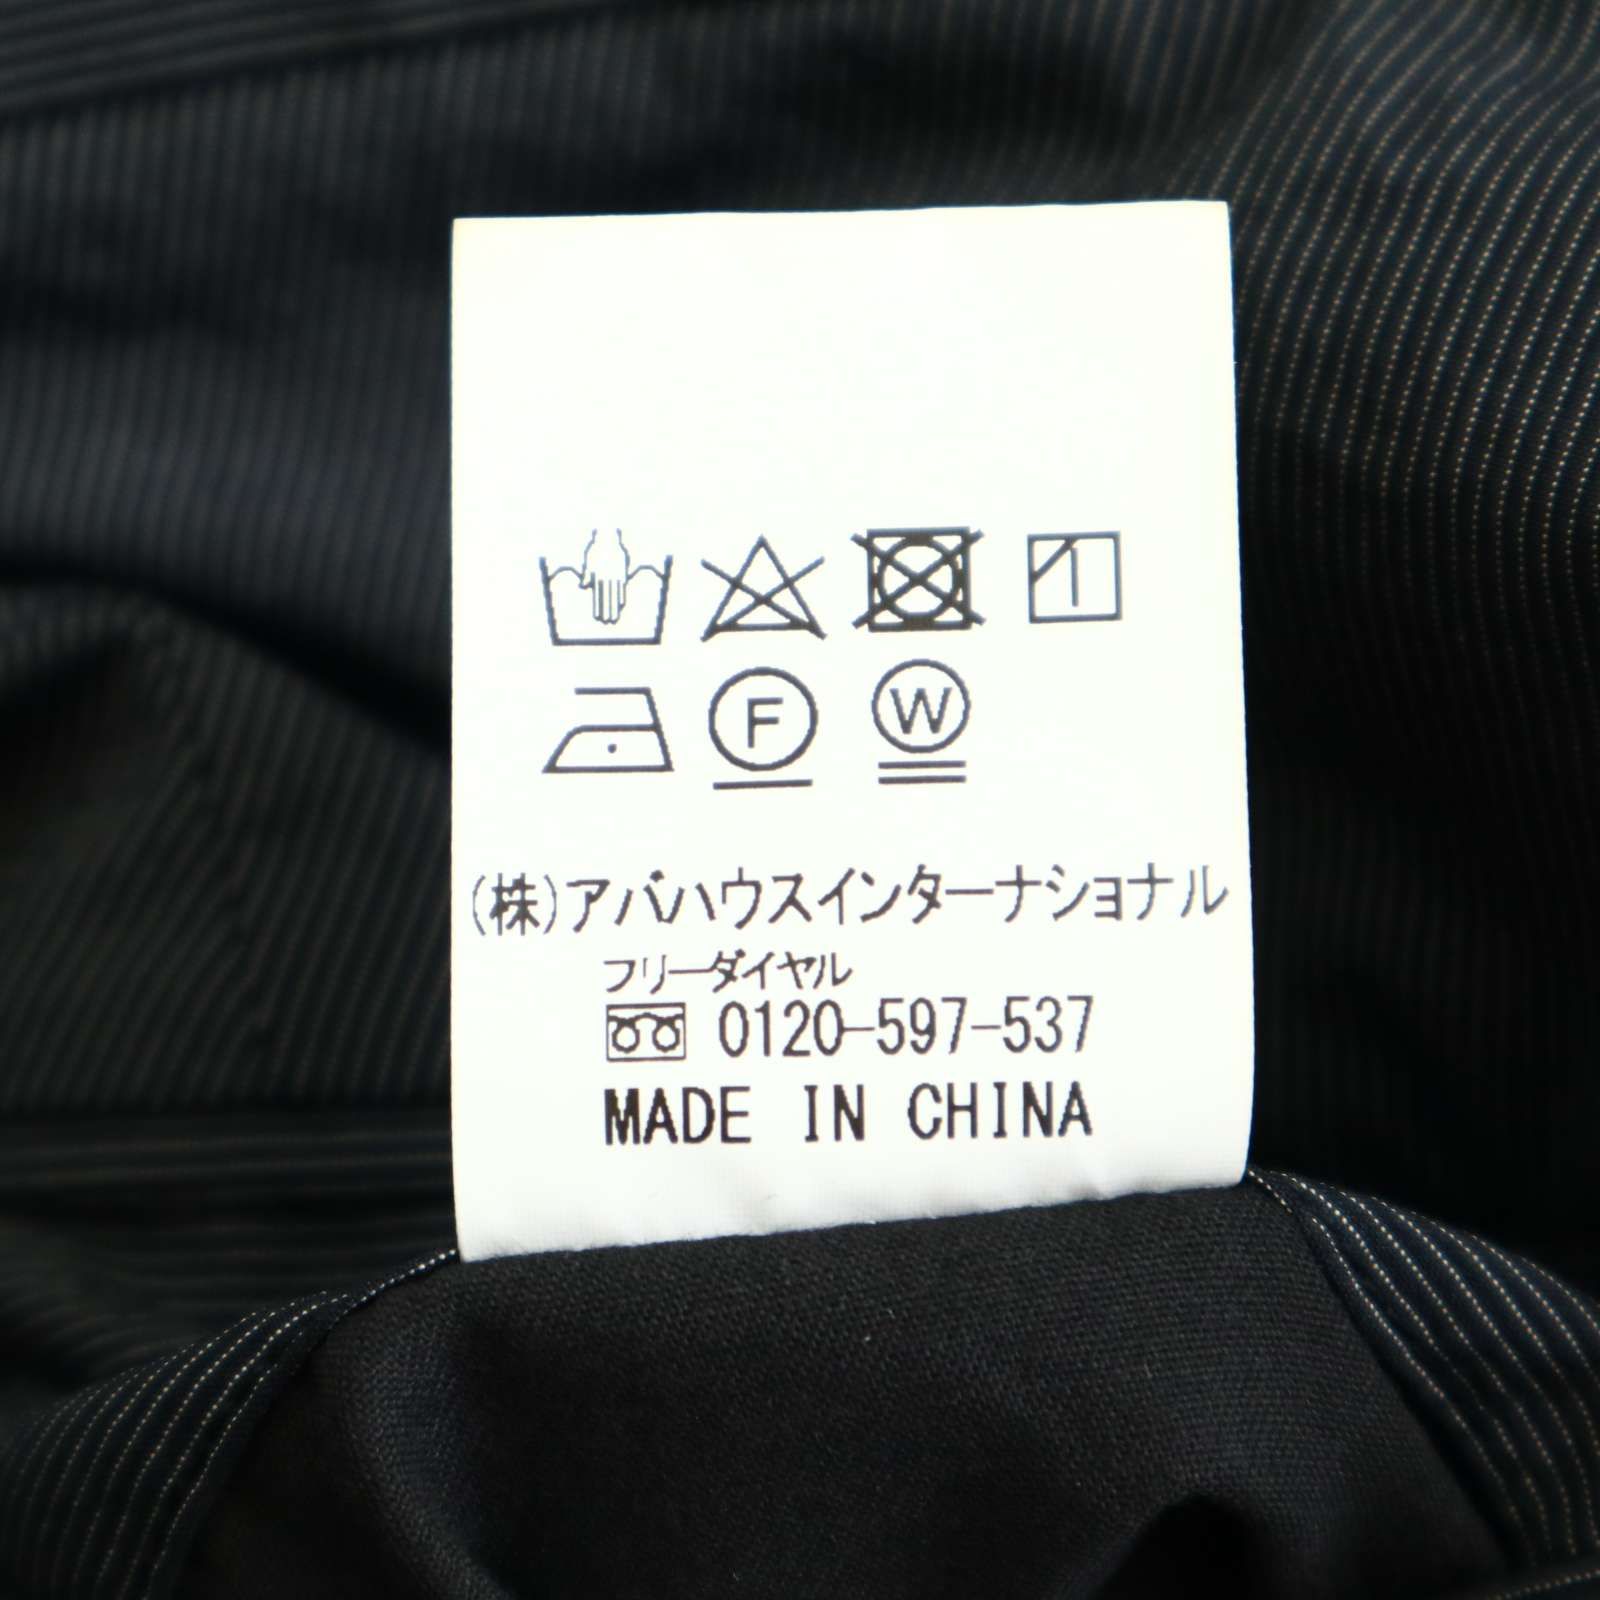 F W
(株)アバハウスインターナショナル
フリーダイヤル
0120-597-537
MADE IN CHINA